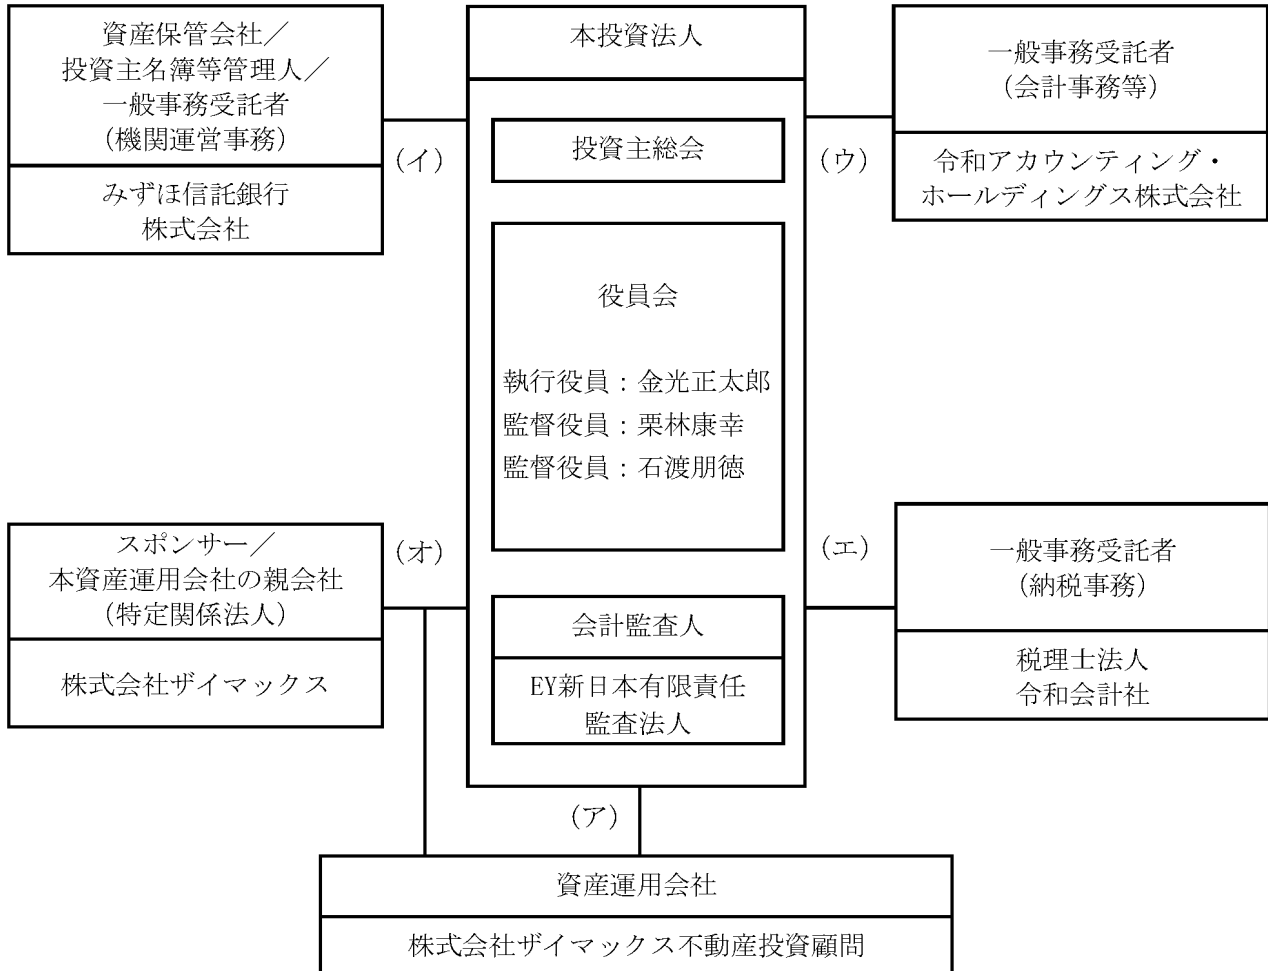 資産保管会社／
投資主名簿等管理人／
一般事務受託者
（機関運営事務）
みずほ信託銀行
株式会社
（イ）
本投資法人
投資主総会
役員会
執行役員：金光正太郎
監督役員：栗林康幸
監督役員：石渡朋徳
会計監査人
EY新日本有限責任
監査法人
（ウ）
一般事務受託者
（会計事務等）
令和アカウンティング・
ホールディングス株式会社
スポンサー／
本資産運用会社の親会社
（特定関係法人）
株式会社ザイマックス
（オ）
（エ）
一般事務受託者
（納税事務）
税理士法人
令和会計社
（ア）
資産運用会社
株式会社ザイマックス不動産投資顧問